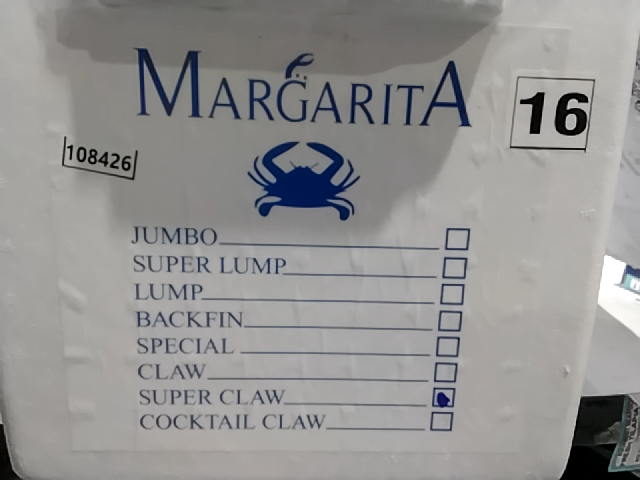 MARGARITA
16
108426
JUMBO
SUPER LUMP
LUMP
BACKFIN
SPECIAL
CLAW
SUPER CLAW
COCKTAIL CLAW